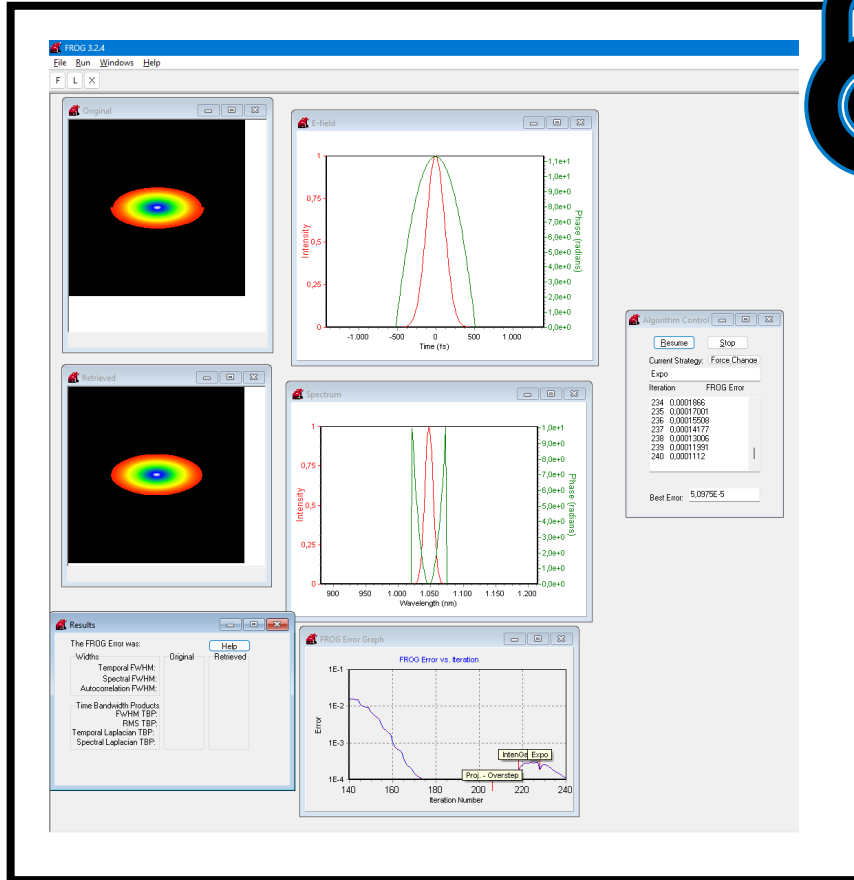 8
FROG 3.2.4
File Run Windows Help
F L X
Original
E-field
1
0,75
0,5
0,25
0
Intensity
-1.000 -500 0 500 1.000
Time (fs)
1,1e+1
1,0e+1
9,0e+0
8,0e+0
7,0e+0
6,0e+0
5,0e+0
4,0e+0
3,0e+0
2,0e+0
1,0e+0
0,0e+0
Phase (radians)
Algorithm Control
Resume Stop
Current Strategy: Force Change
Expo
Iteration FROG Error
234 0,0001866
235 0,00017001
236 0,00015508
237 0,00014177
238 0,00013006
239 0,00011991
240 0,0001112
Best Error: 5,0975E-5
Retrieved
Spectrum
1
0,75
0,5
0,25
0
Intensity
900 950 1.000 1.050 1.100 1.150 1.200
Wavelength (nm)
1,0e+1
9,0e+0
8,0e+0
7,0e+0
6,0e+0
5,0e+0
4,0e+0
3,0e+0
2,0e+0
1,0e+0
0,0e+0
Phase (radians)
Results
The FROG Error was: Help
Widths Original Retrieved
Temporal FWHM:
Spectral FWHM:
Autocorrelation FWHM:
Time Bandwidth Products
FWHM TBP:
RMS TBP:
Temporal Laplacian TBP:
Spectral Laplacian TBP:
FROG Error Graph
FROG Error vs. Iteration
1E-1
1E-2
1E-3
1E-4
Error
IntenGe Expo
Proj. - Overstep
140 160 180 200 220 240
Iteration Number